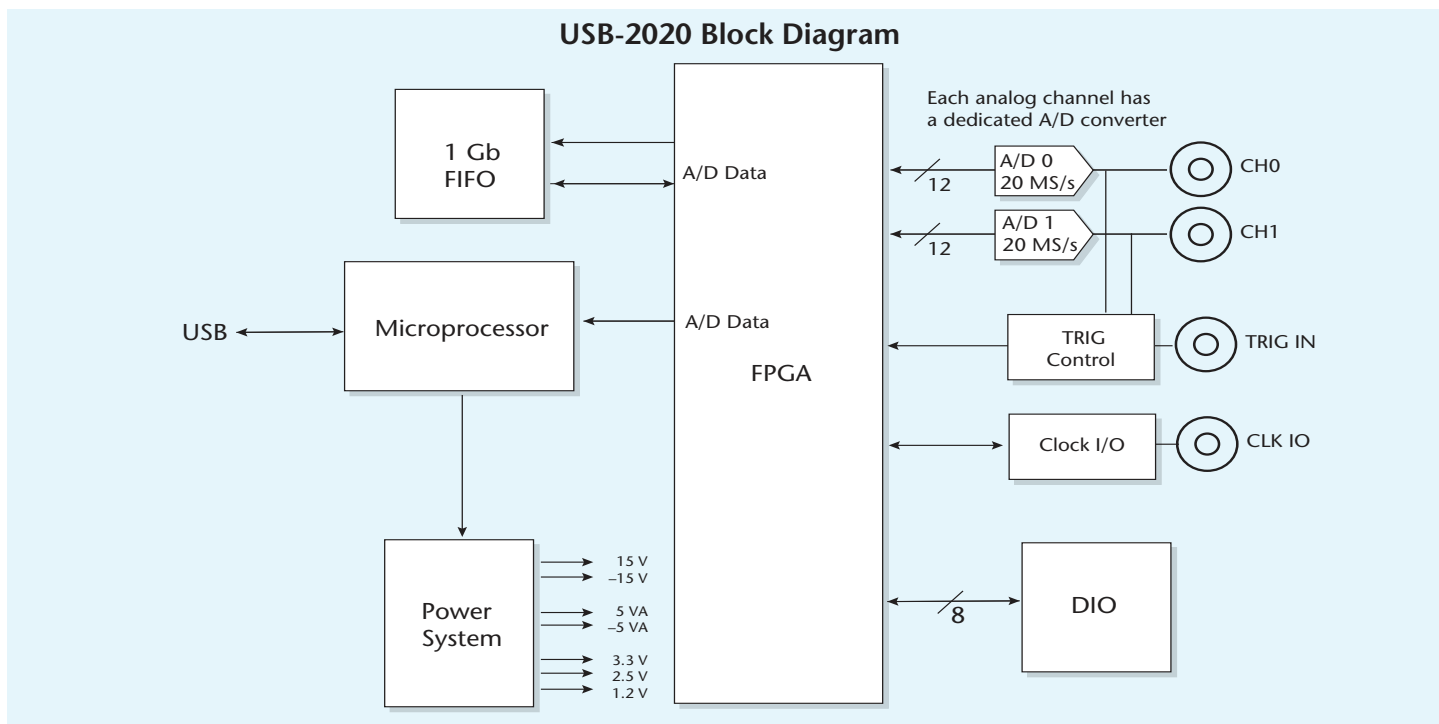 USB-2020 Block Diagram
1 Gb
FIFO
A/D Data
Each analog channel has
a dedicated A/D converter
12
A/D 0
20 MS/s
CH0
12
A/D 1
20 MS/s
CH1
USB
Microprocessor
A/D Data
FPGA
TRIG
Control
TRIG IN
Clock I/O
CLK IO
Power
System
15 V
–15 V
5 VA
–5 VA
3.3 V
2.5 V
1.2 V
8
DIO